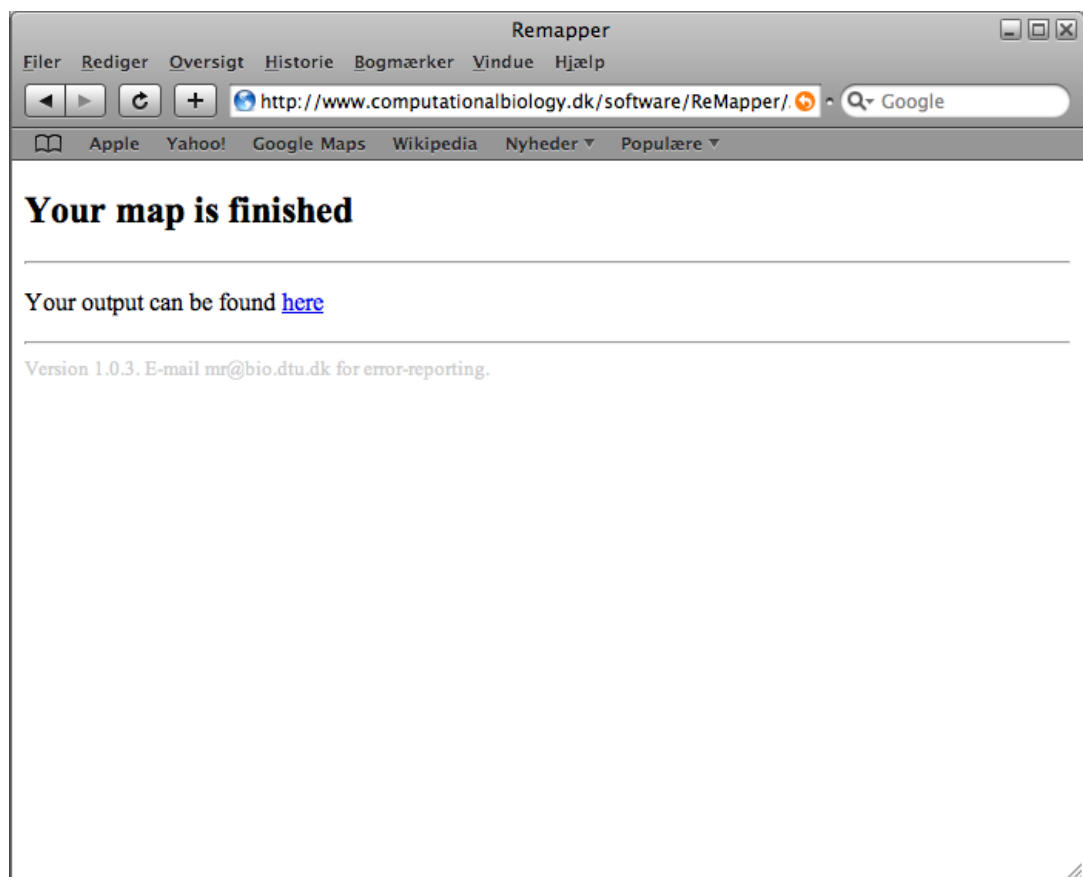 Remapper
Filer Rediger Oversigt Historie Bogmærker Vindue Hjælp
http://www.computationalbiology.dk/software/ReMapper/. Google
Apple Yahoo! Google Maps Wikipedia Nyheder Populære
Your map is finished
Your output can be found here
Version 1.0.3. E-mail mr@bio.dtu.dk for error-reporting.